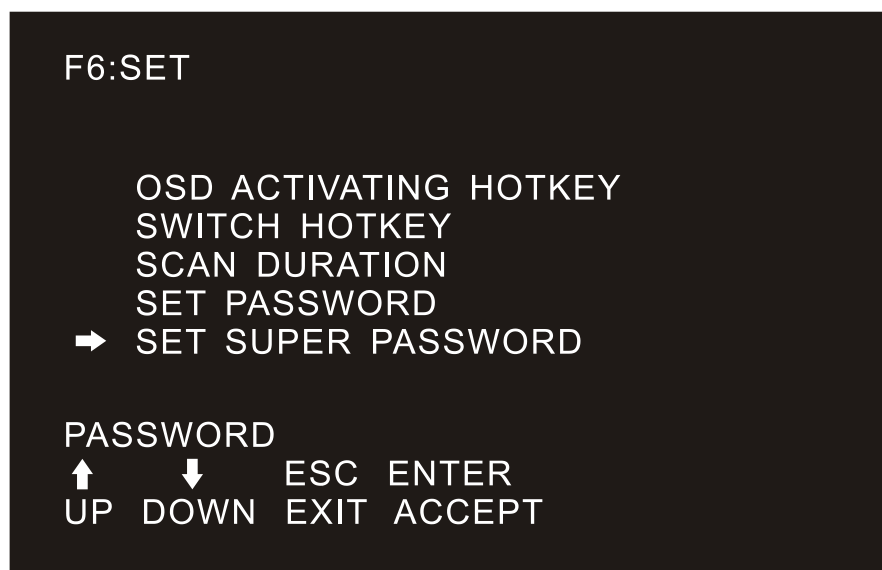 F6:SET
OSD ACTIVATING HOTKEY
SWITCH HOTKEY
SCAN DURATION
SET PASSWORD
➡ SET SUPER PASSWORD
PASSWORD
⬆ ⬇ ESC ENTER
UP DOWN EXIT ACCEPT